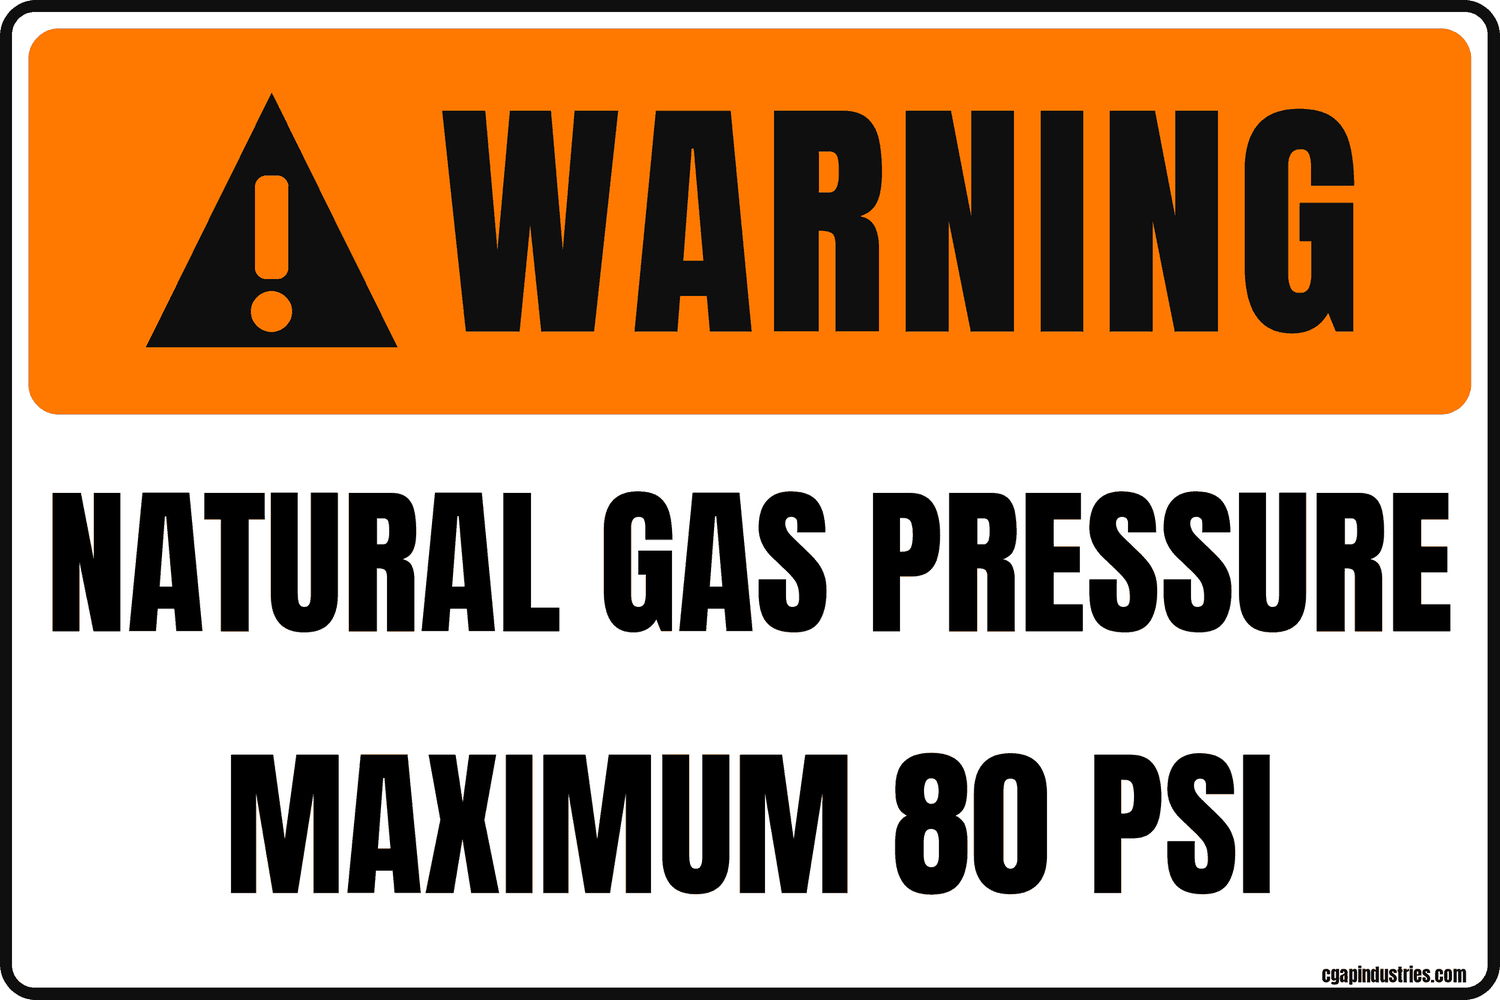 WARNING
NATURAL GAS PRESSURE
MAXIMUM 80 PSI
cgapindustries.com